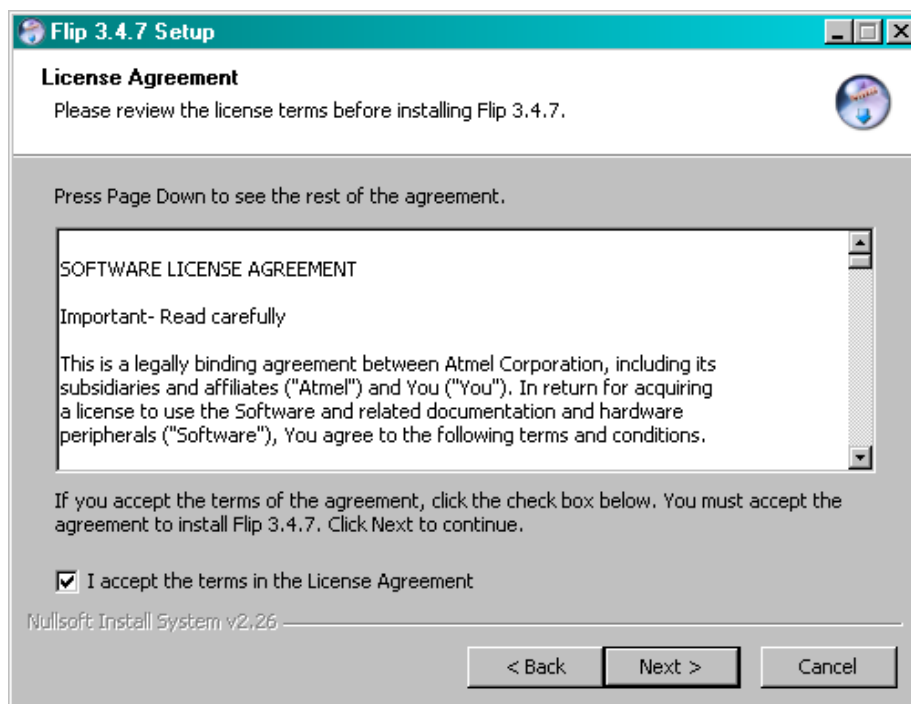 Flip 3.4.7 Setup
License Agreement
Please review the license terms before installing Flip 3.4.7.
Press Page Down to see the rest of the agreement.
SOFTWARE LICENSE AGREEMENT
Important- Read carefully
This is a legally binding agreement between Atmel Corporation, including its
subsidiaries and affiliates ("Atmel") and You ("You"). In return for acquiring
a license to use the Software and related documentation and hardware
peripherals ("Software"), You agree to the following terms and conditions.
If you accept the terms of the agreement, click the check box below. You must accept the
agreement to install Flip 3.4.7. Click Next to continue.
I accept the terms in the License Agreement
Nullsoft Install System v2.26
< Back
Next >
Cancel